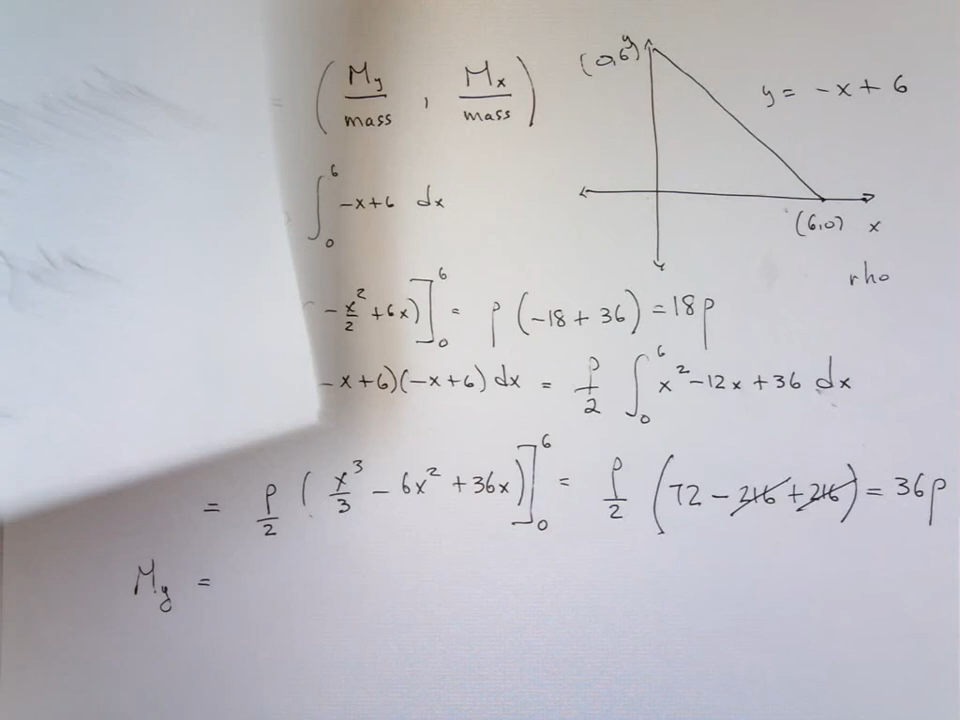 = ( My/mass , Mx/mass )
(0,6) y
y = -x + 6
∫₀⁶ -x+6 dx
(6,0) x
rho
-x²/2 + 6x) ]₀⁶ = ρ (-18 + 36) = 18ρ
-x+6)(-x+6) dx = ρ/2 ∫₀⁶ x² - 12x + 36 dx
= ρ/2 ( x³/3 - 6x² + 36x) ]₀⁶ = ρ/2 (72 - 216 + 216) = 36ρ
My =